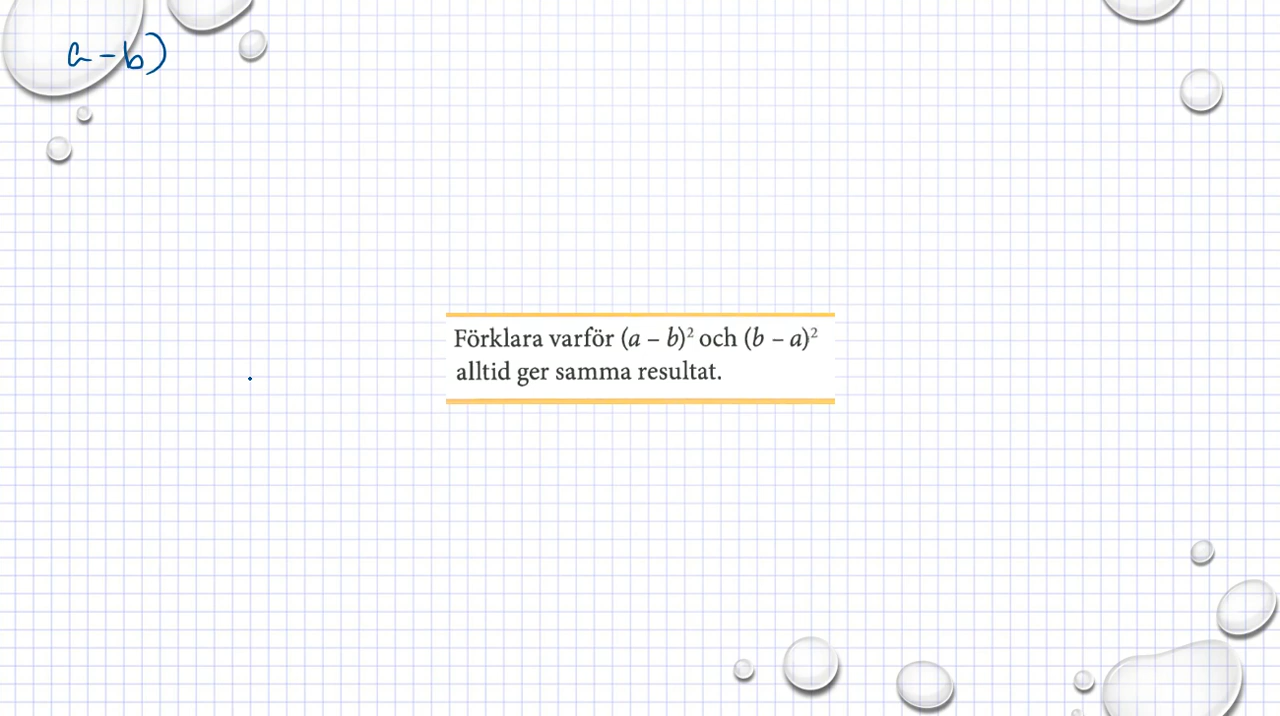 a - b)
Förklara varför (a – b)² och (b – a)²
alltid ger samma resultat.